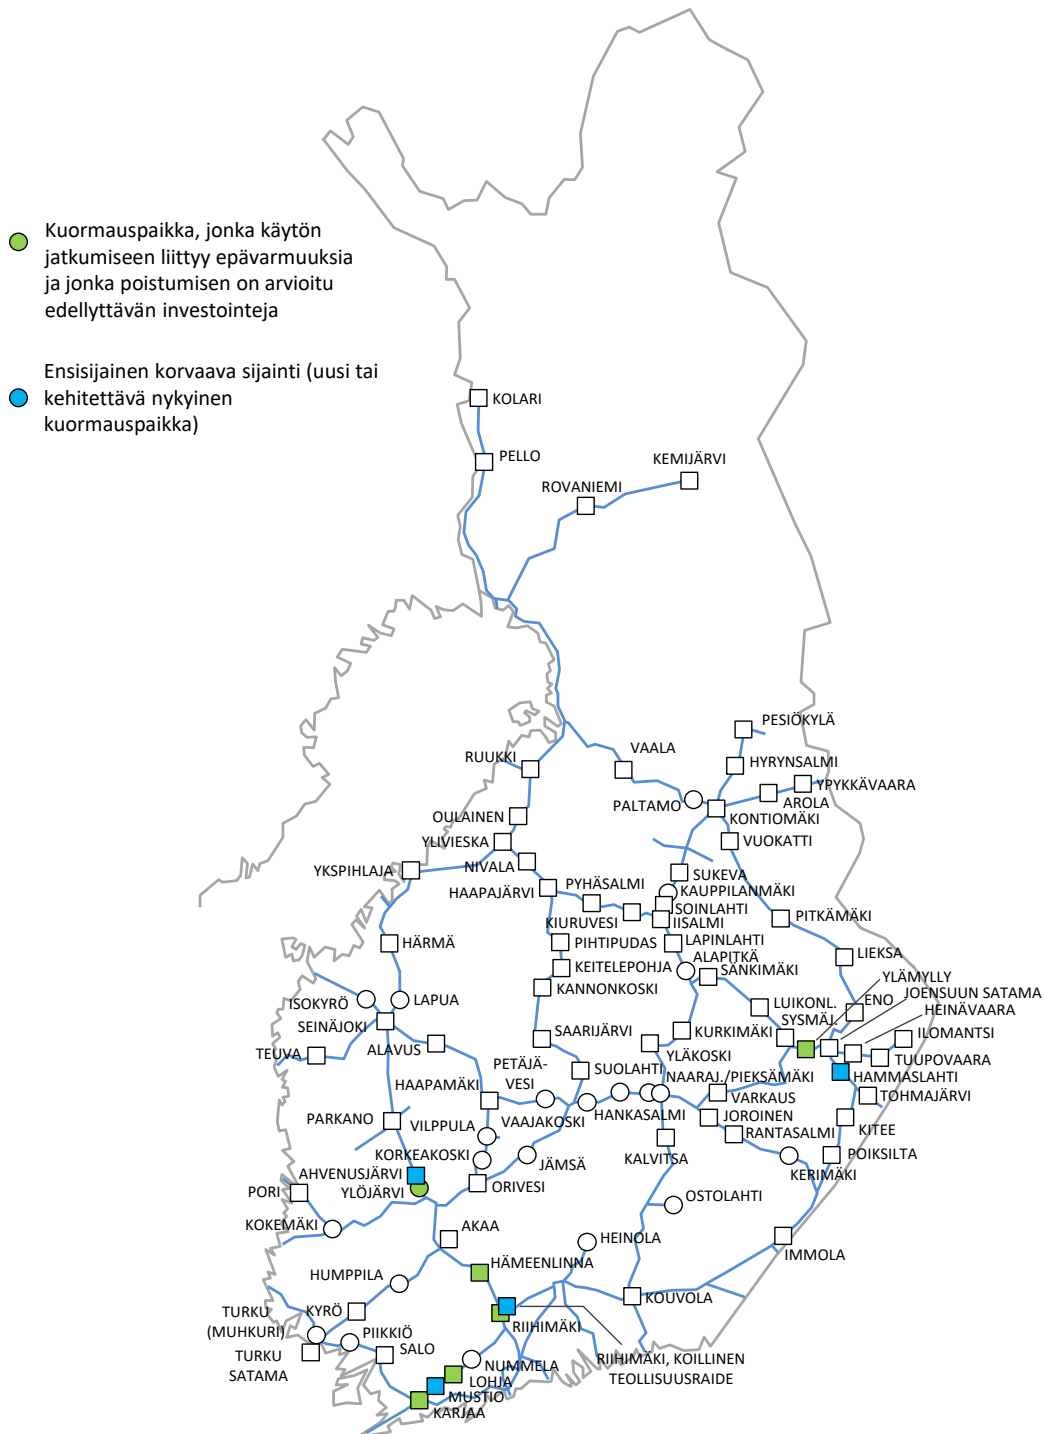 Kuormauspaikka, jonka käytön
jatkumiseen liittyy epävarmuuksia
ja jonka poistumisen on arvioitu
edellyttävän investointeja
Ensisijainen korvaava sijainti (uusi tai
kehitettävä nykyinen
kuormauspaikka)
KOLARI
PELLO
KEMIJÄRVI
ROVANIEMI
PESIÖKYLÄ
VAALA
RUUKKI
HYRYNSALMI
YPYKKÄVAARA
PALTAMO
AROLA
OULAINEN
KONTIOMÄKI
YLIVIESKA
VUOKATTI
YKSPIHLAJA
NIVALA
SUKEVA
HAAPAJÄRVI
PYHÄSALMI
KAUPPILANMÄKI
SOINLAHTI
KIURUVESI
IISALMI
PITKÄMÄKI
HÄRMÄ
PIHTIPUDAS
LAPINLAHTI
ALAPITKÄ
LIEKSA
KEITELEPOHJA
SÄNKIMÄKI
YLÄMYLLY
KANNONKOSKI
JOENSUUN SATAMA
ISOKYRÖ
LAPUA
LUIKONL.
ENO
HEINÄVAARA
SEINÄJOKI
SYSMÄJ.
SAARIJÄRVI
KURKIMÄKI
ILOMANTSI
TEUVA
ALAVUS
YLÄKOSKI
TUUPOVAARA
PETÄJÄ-
VESI
SUOLAHTI
NAARAJ./PIEKSÄMÄKI
HAMMASLAHTI
HAAPAMÄKI
VARKAUS
TOHMAJÄRVI
HANKASALMI
JOROINEN
PARKANO
VILPPULA
VAAJAKOSKI
RANTASALMI
KITEE
KORKEAKOSKI
JÄMSÄ
KALVITSA
POIKSILTA
AHVENUSJÄRVI
KERIMÄKI
PORI
YLÖJÄRVI
ORIVESI
OSTOLAHTI
KOKEMÄKI
AKAA
HEINOLA
IMMOLA
HUMPPILA
HÄMEENLINNA
KOUVOLA
TURKU
(MUHKURI)
KYRÖ
PIIKKIÖ
RIIHIMÄKI
TURKU
SATAMA
SALO
NUMMELA
RIIHIMÄKI, KOILLINEN
TEOLLISUUSRAIDE
LOHJA
MUSTIO
KARJAA